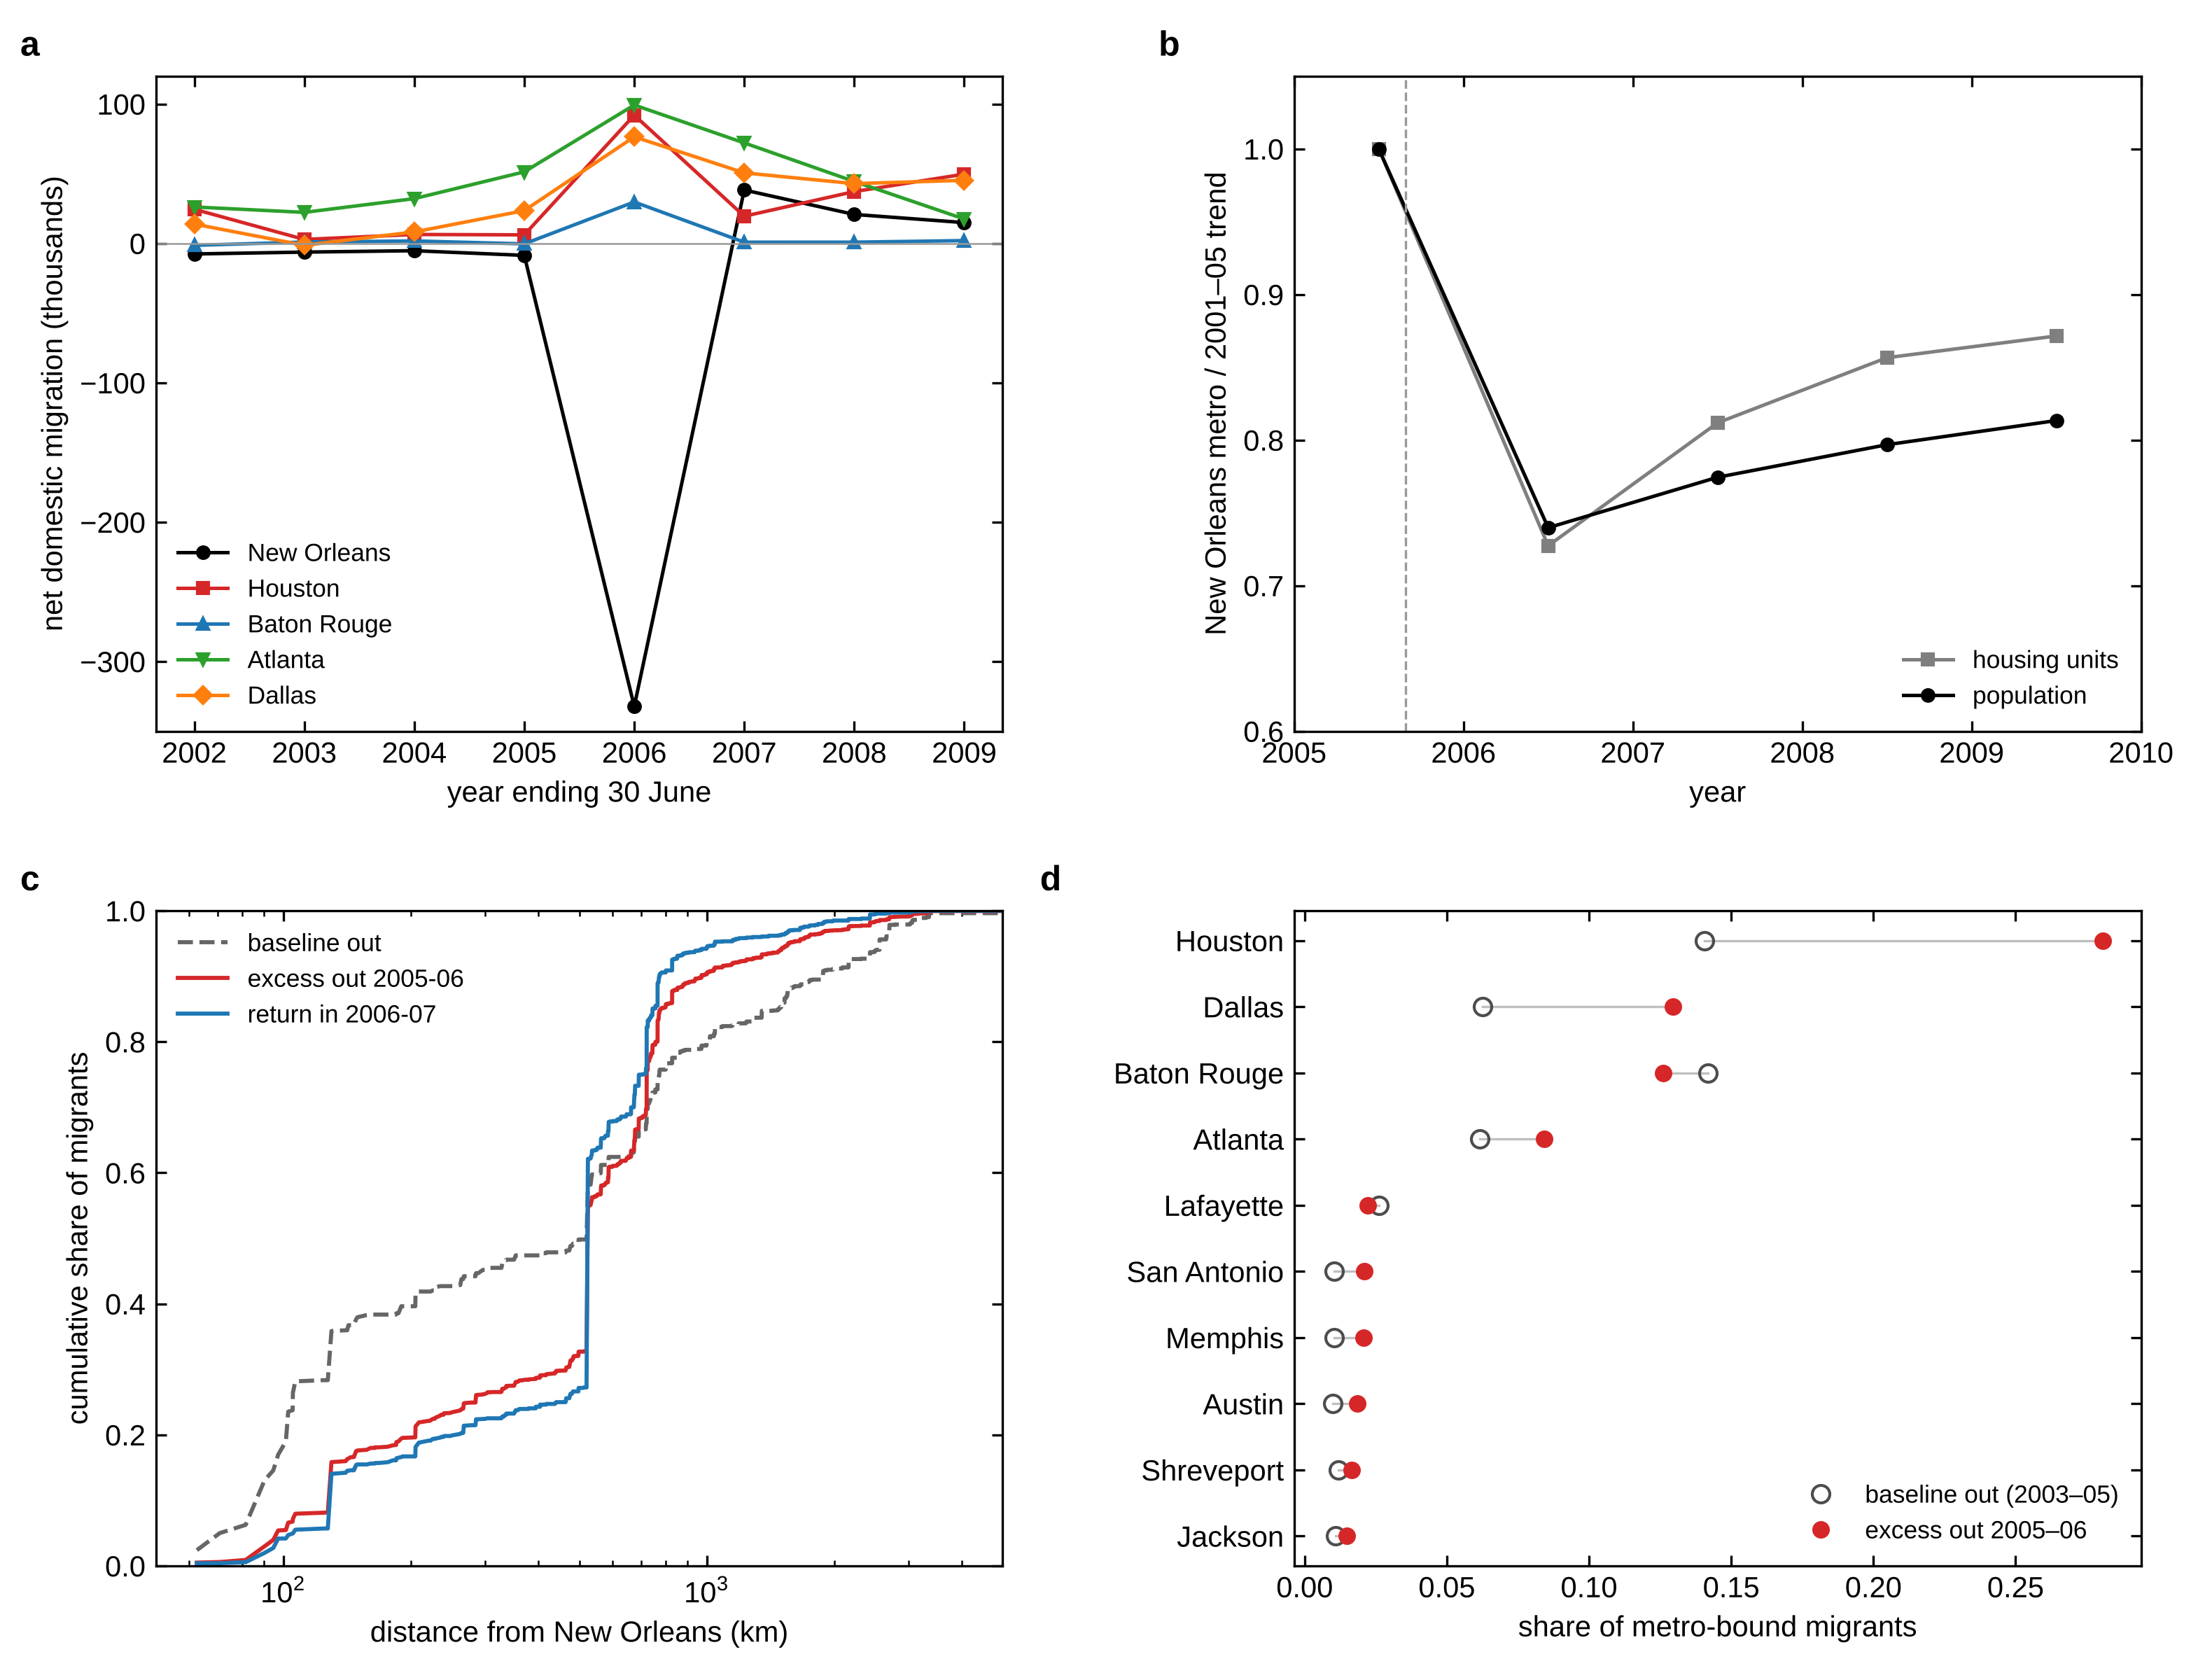 a
100
0
−100
−200
−300
net domestic migration (thousands)
New Orleans
Houston
Baton Rouge
Atlanta
Dallas
2002 2003 2004 2005 2006 2007 2008 2009
year ending 30 June
b
1.0
0.9
0.8
0.7
0.6
New Orleans metro / 2001–05 trend
housing units
population
2005 2006 2007 2008 2009 2010
year
c
1.0
0.8
0.6
0.4
0.2
0.0
cumulative share of migrants
baseline out
excess out 2005-06
return in 2006-07
10² 10³
distance from New Orleans (km)
d
Houston
Dallas
Baton Rouge
Atlanta
Lafayette
San Antonio
Memphis
Austin
Shreveport
Jackson
baseline out (2003–05)
excess out 2005–06
0.00 0.05 0.10 0.15 0.20 0.25
share of metro-bound migrants